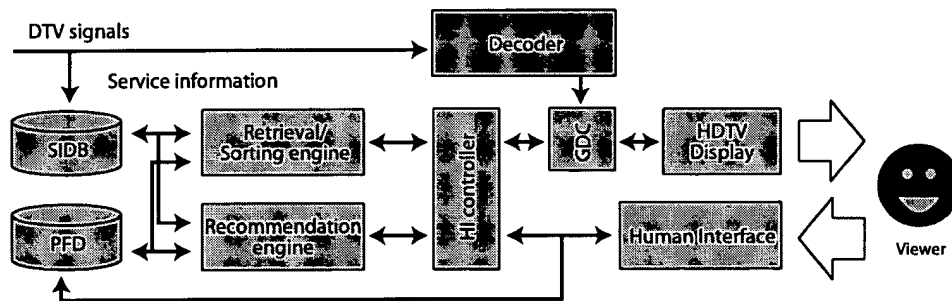 DTV signals
Decoder
Service information
SIDB
Retrieval/
Sorting engine
HI controller
GDC
HDTV
Display
PFD
Recommendation
engine
Human Interface
Viewer